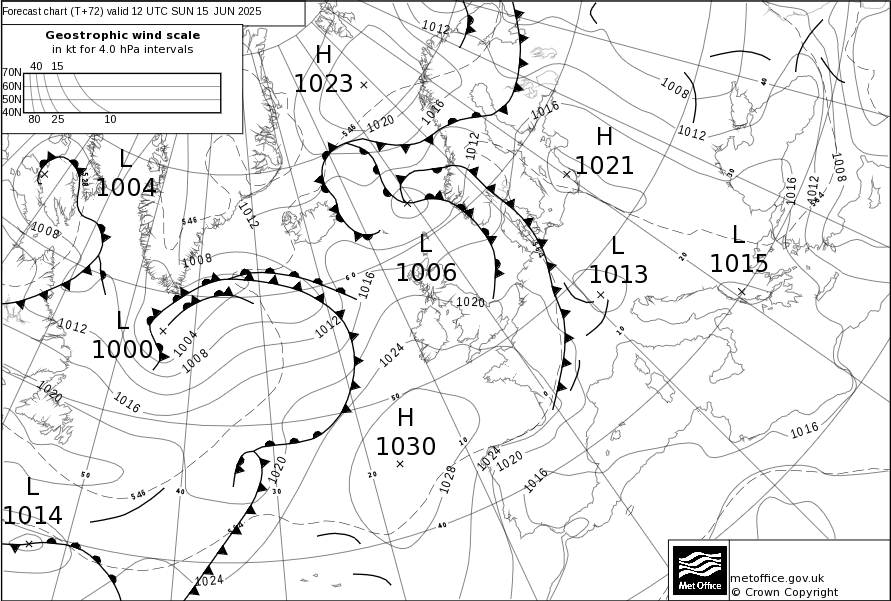 Forecast chart (T+72) valid 12 UTC SUN 15 JUN 2025
Geostrophic wind scale
in kt for 4.0 hPa intervals
40 15
70N
60N
50N
40N
80 25 10
H
1023
1012
1016
1020
-546
1012
1016
1008
1012
40
H
1021
1016
1012
1008
30
L
1004
528
546
1012
1008
1008
L
1006
1020
60
1016
L
1013
L
1015
20
10
L
1000
1004
1008
1012
1012
1024
1020
1016
50
0
H
1030
10
20
1028
1024
1020
1016
1016
50
546
40
30
1020
40
L
1014
1024
Met Office
metoffice.gov.uk
© Crown Copyright